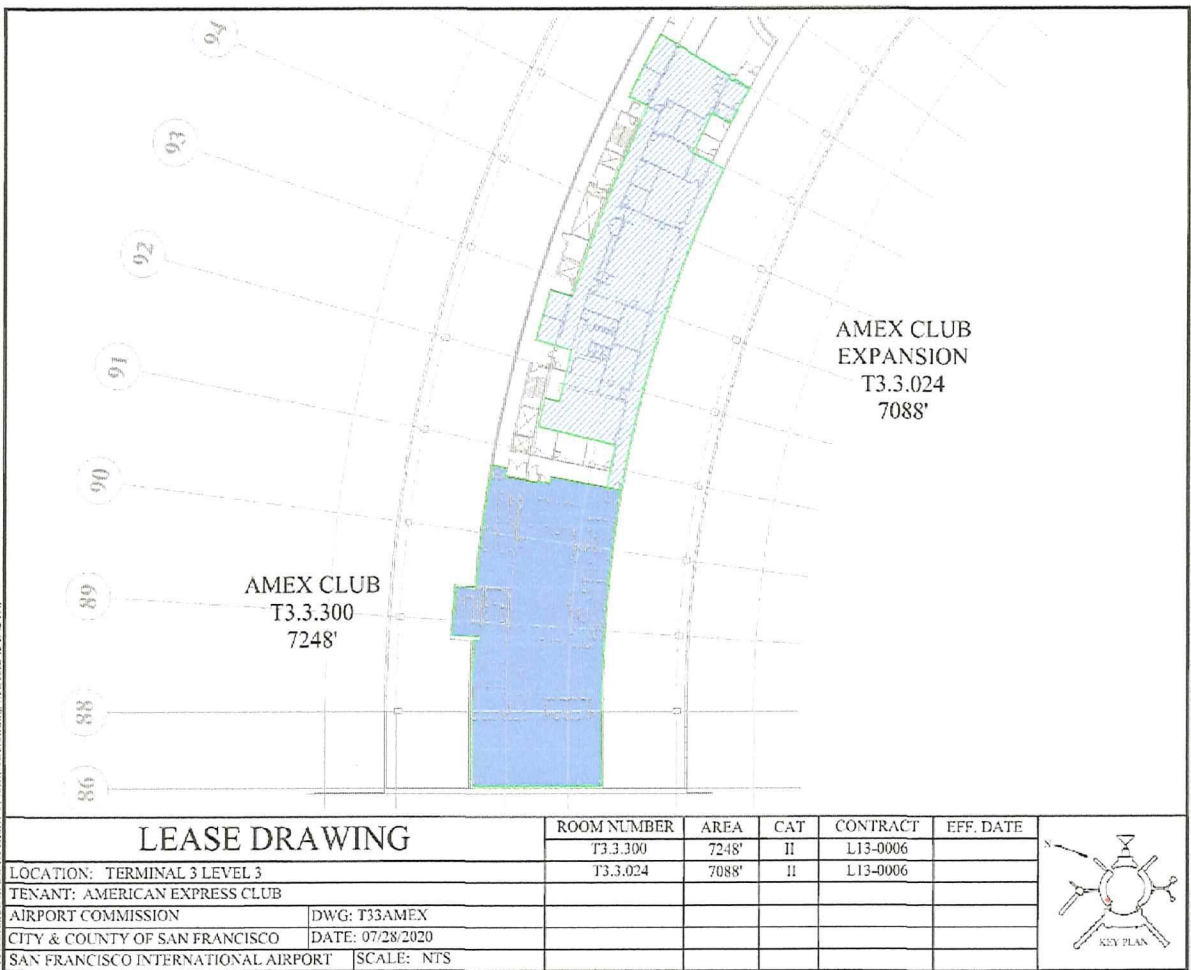 94
93
92
91
90
89
88
86
AMEX CLUB
EXPANSION
T3.3.024
7088'
AMEX CLUB
T3.3.300
7248'
LEASE DRAWING
LOCATION: TERMINAL 3 LEVEL 3
TENANT: AMERICAN EXPRESS CLUB
AIRPORT COMMISSION DWG: T33AMEX
CITY & COUNTY OF SAN FRANCISCO DATE: 07/28/2020
SAN FRANCISCO INTERNATIONAL AIRPORT SCALE: NTS
ROOM NUMBER AREA CAT CONTRACT EFF. DATE
T3.3.300 7248' II L13-0006
T3.3.024 7088' II L13-0006
N
KEY PLAN